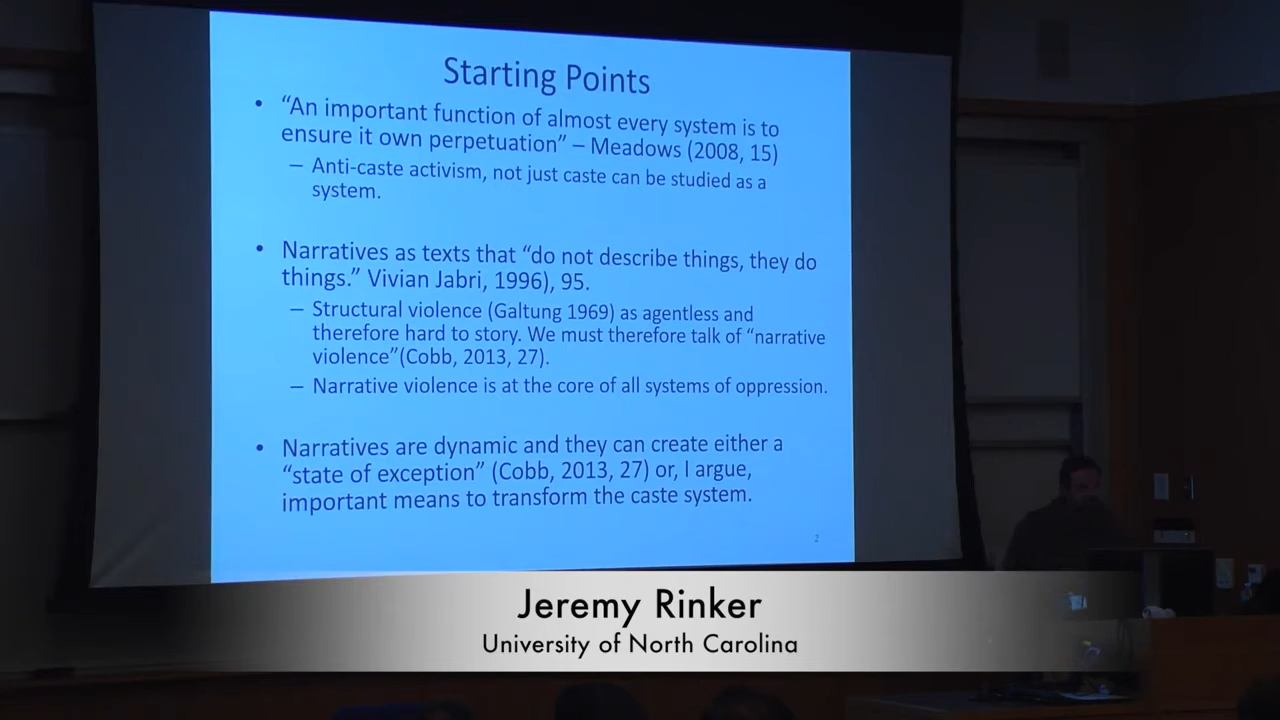 Starting Points
• “An important function of almost every system is to
ensure it own perpetuation” – Meadows (2008, 15)
– Anti-caste activism, not just caste can be studied as a
system.
• Narratives as texts that “do not describe things, they do
things.” Vivian Jabri, 1996), 95.
– Structural violence (Galtung 1969) as agentless and
therefore hard to story. We must therefore talk of “narrative
violence”(Cobb, 2013, 27).
– Narrative violence is at the core of all systems of oppression.
• Narratives are dynamic and they can create either a
“state of exception” (Cobb, 2013, 27) or, I argue,
important means to transform the caste system.
2
Jeremy Rinker
University of North Carolina